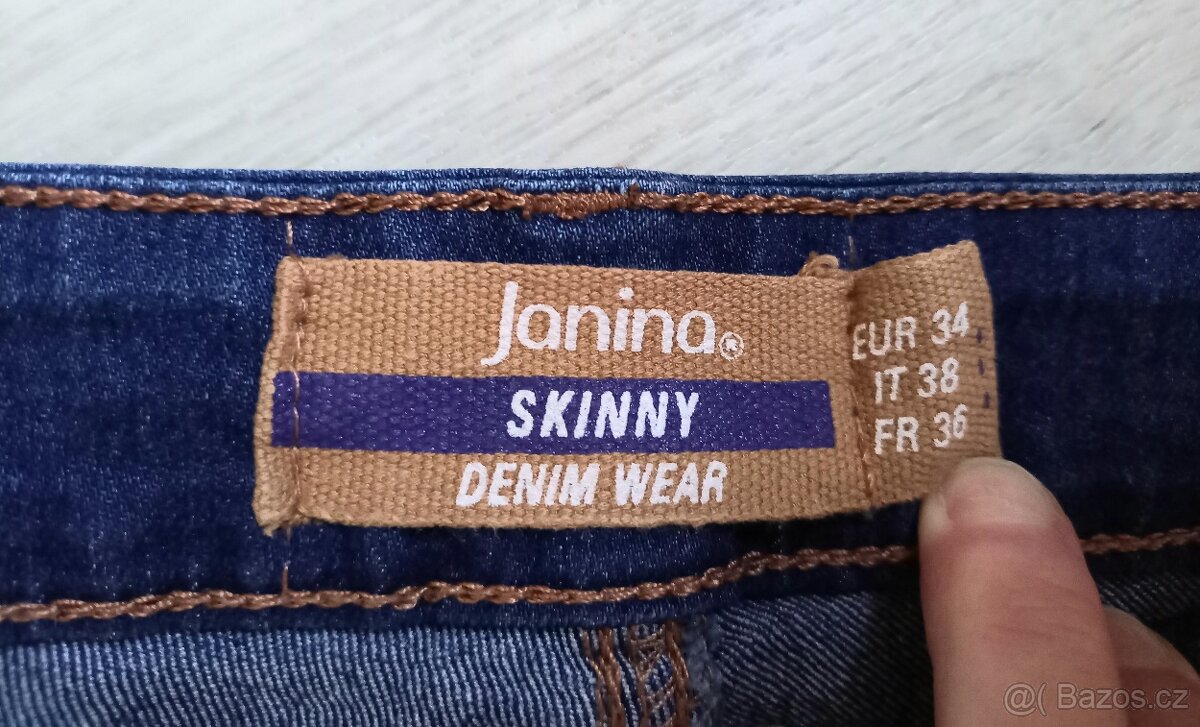 Janina®
SKINNY
DENIM WEAR
EUR 34
IT 38
FR 36
@( Bazos.cz